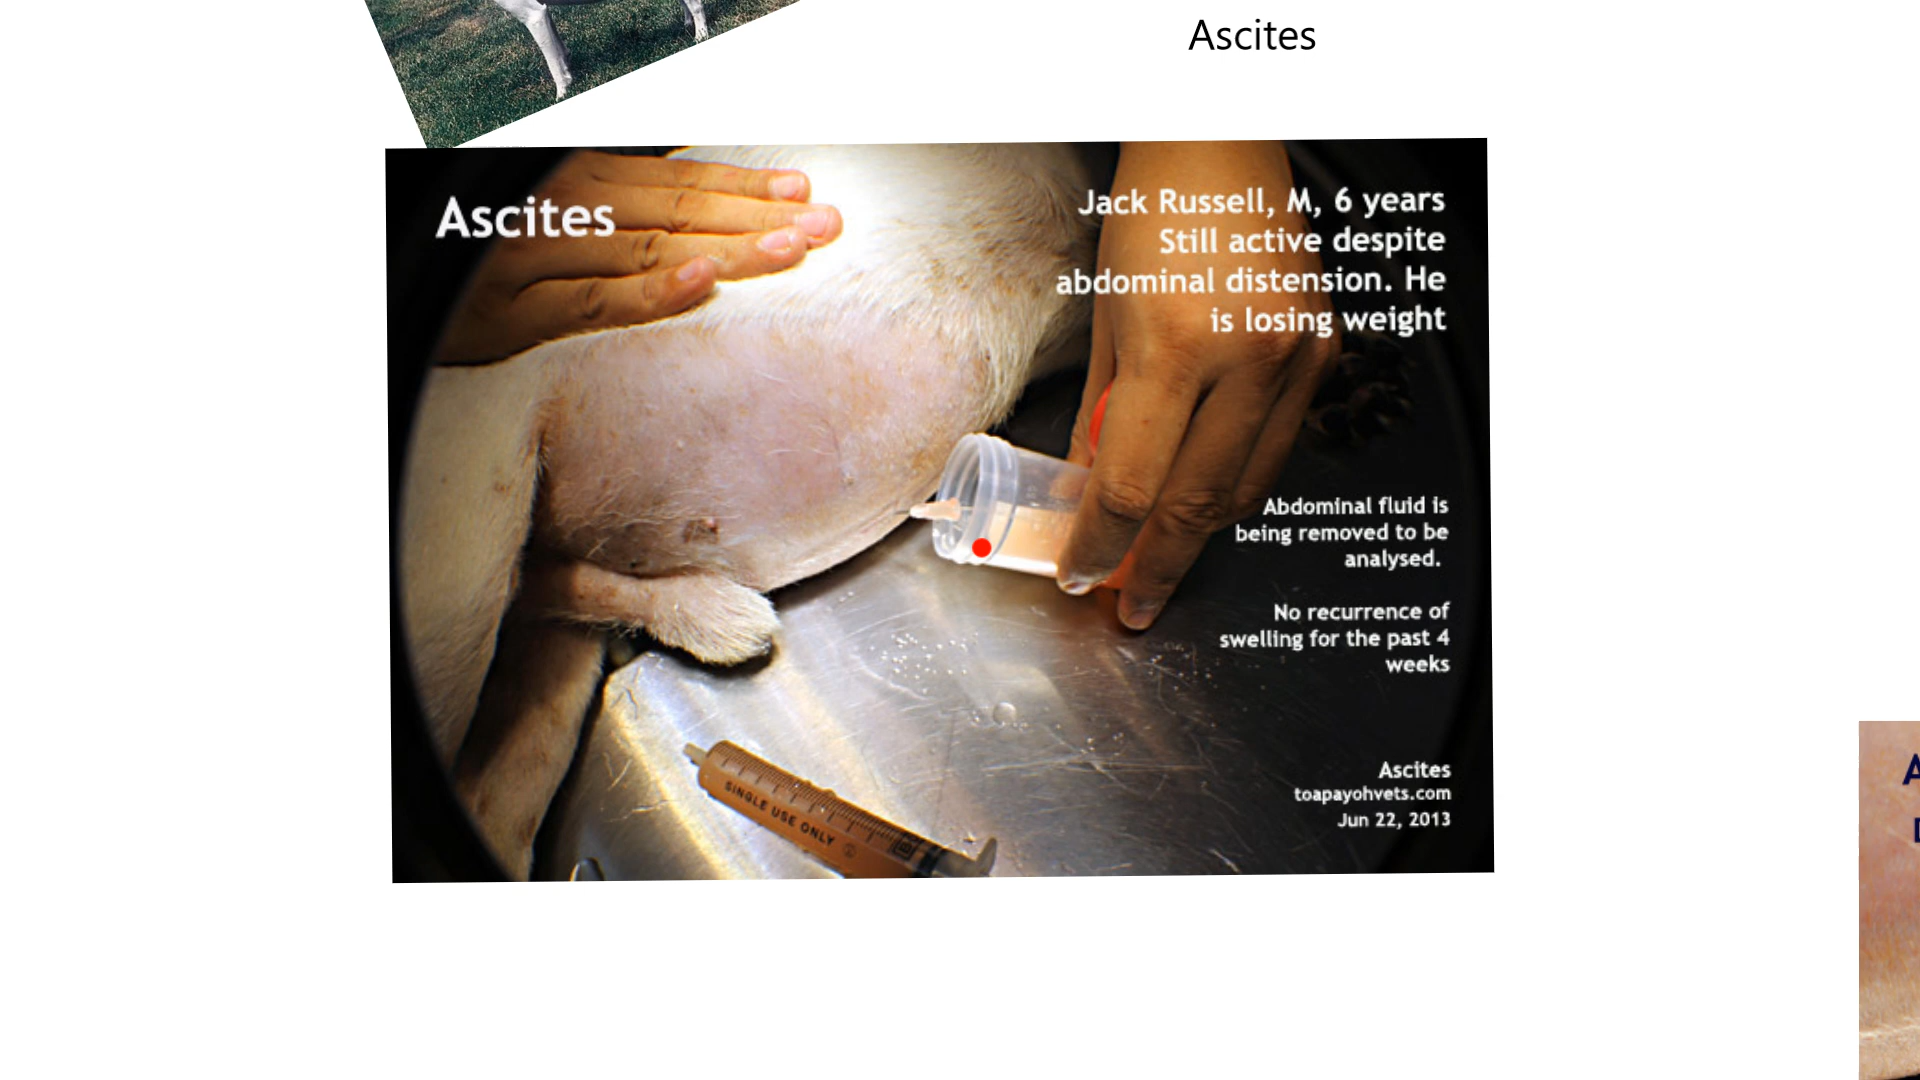 Ascites
Ascites
Jack Russell, M, 6 years
Still active despite
abdominal distension. He
is losing weight
Abdominal fluid is
being removed to be
analysed.
No recurrence of
swelling for the past 4
weeks
SINGLE USE ONLY
Ascites
toapayohvets.com
Jun 22, 2013